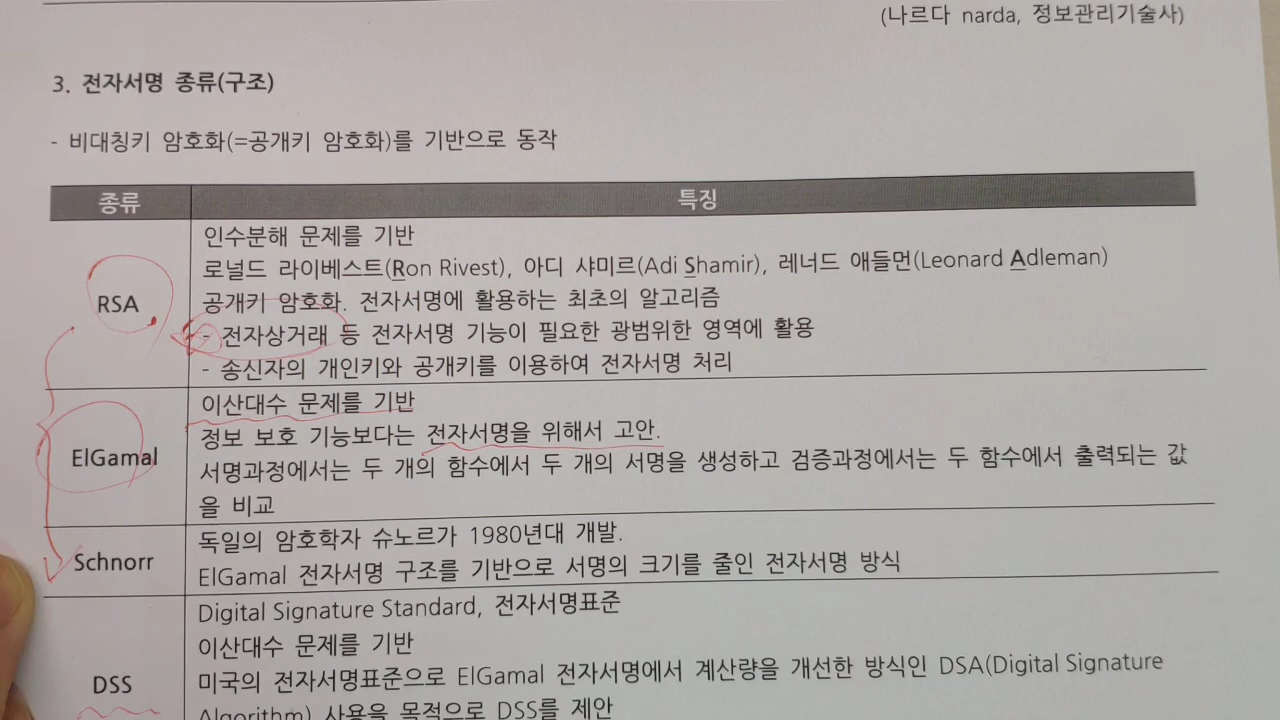 (나르다 narda, 정보관리기술사)
3. 전자서명 종류(구조)
- 비대칭키 암호화(=공개키 암호화)를 기반으로 동작
종류 특징
RSA
인수분해 문제를 기반
로널드 라이베스트(Ron Rivest), 아디 샤미르(Adi Shamir), 레너드 애들먼(Leonard Adleman)
공개키 암호화. 전자서명에 활용하는 최초의 알고리즘
- 전자상거래 등 전자서명 기능이 필요한 광범위한 영역에 활용
- 송신자의 개인키와 공개키를 이용하여 전자서명 처리
ElGamal
이산대수 문제를 기반
정보 보호 기능보다는 전자서명을 위해서 고안.
서명과정에서는 두 개의 함수에서 두 개의 서명을 생성하고 검증과정에서는 두 함수에서 출력되는 값
을 비교
Schnorr
독일의 암호학자 슈노르가 1980년대 개발.
ElGamal 전자서명 구조를 기반으로 서명의 크기를 줄인 전자서명 방식
DSS
Digital Signature Standard, 전자서명표준
이산대수 문제를 기반
미국의 전자서명표준으로 ElGamal 전자서명에서 계산량을 개선한 방식인 DSA(Digital Signature
Algorithm) 사용을 목적으로 DSS를 제안